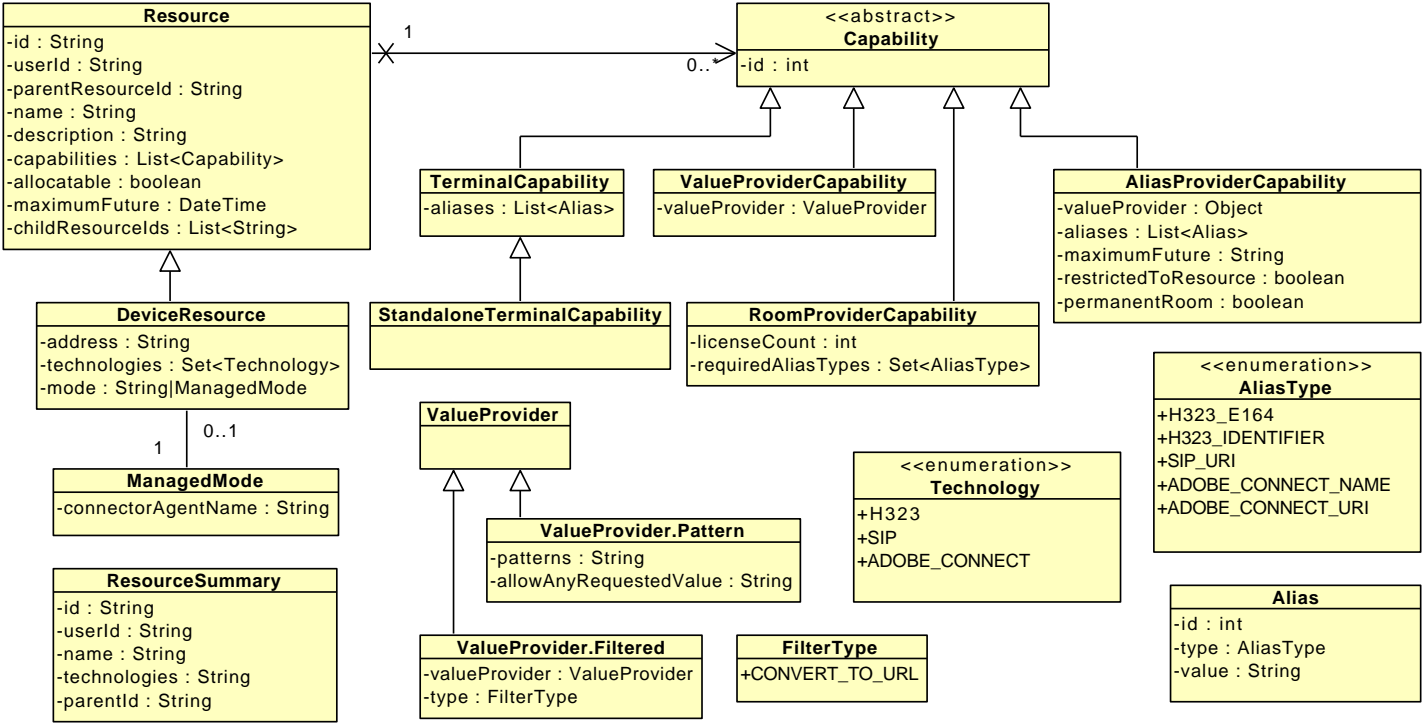 Resource
-id : String
-userId : String
-parentResourceId : String
-name : String
-description : String
-capabilities : List<Capability>
-allocatable : boolean
-maximumFuture : DateTime
-childResourceIds : List<String>
1
0..*
<<abstract>>
Capability
-id : int
TerminalCapability
-aliases : List<Alias>
ValueProviderCapability
-valueProvider : ValueProvider
AliasProviderCapability
-valueProvider : Object
-aliases : List<Alias>
-maximumFuture : String
-restrictedToResource : boolean
-permanentRoom : boolean
DeviceResource
-address : String
-technologies : Set<Technology>
-mode : String|ManagedMode
StandaloneTerminalCapability
RoomProviderCapability
-licenseCount : int
-requiredAliasTypes : Set<AliasType>
0..1
1
ManagedMode
-connectorAgentName : String
ValueProvider
<<enumeration>>
AliasType
+H323_E164
+H323_IDENTIFIER
+SIP_URI
+ADOBE_CONNECT_NAME
+ADOBE_CONNECT_URI
<<enumeration>>
Technology
+H323
+SIP
+ADOBE_CONNECT
ValueProvider.Pattern
-patterns : String
-allowAnyRequestedValue : String
ResourceSummary
-id : String
-userId : String
-name : String
-technologies : String
-parentId : String
ValueProvider.Filtered
-valueProvider : ValueProvider
-type : FilterType
FilterType
+CONVERT_TO_URL
Alias
-id : int
-type : AliasType
-value : String